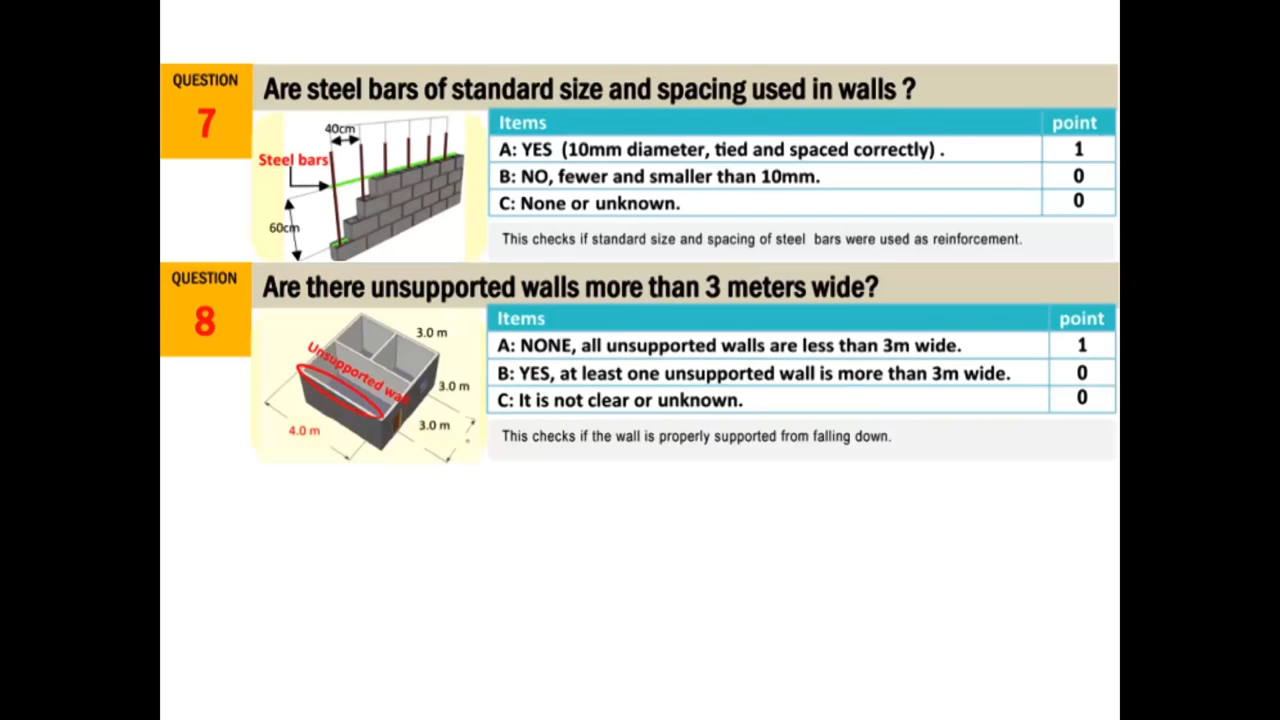 QUESTION
7
Are steel bars of standard size and spacing used in walls ?
40cm
Steel bars
60cm
Items point
A: YES (10mm diameter, tied and spaced correctly) . 1
B: NO, fewer and smaller than 10mm. 0
C: None or unknown. 0
This checks if standard size and spacing of steel bars were used as reinforcement.
QUESTION
8
Are there unsupported walls more than 3 meters wide?
3.0 m
Unsupported wall
3.0 m
3.0 m
4.0 m
Items point
A: NONE, all unsupported walls are less than 3m wide. 1
B: YES, at least one unsupported wall is more than 3m wide. 0
C: It is not clear or unknown. 0
This checks if the wall is properly supported from falling down.